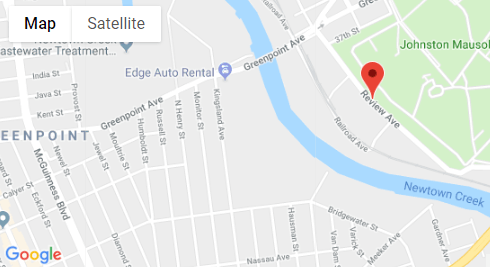 Map
Satellite
Railroad Ave
Newtown Creek
Wastewater Treatment...
37th St
Johnston Mausol
Greenpoint Ave
Edge Auto Rental
India St
Java St
Kent St
Greenpoint Ave
Review Ave
Kingsland Ave
Monitor St
N Henry St
Russell St
Humboldt St
Moultrie St
Jewel St
Newel St
GREENPOINT
McGuinness Blvd
Provost St
Calyer St
Eckford St
Railroad Ave
Newtown Creek
Bridgewater St
Hausman St
Van Dam St
Varick St
Meeker Ave
Gardner Ave
Diamond St
Nassau Ave
Google